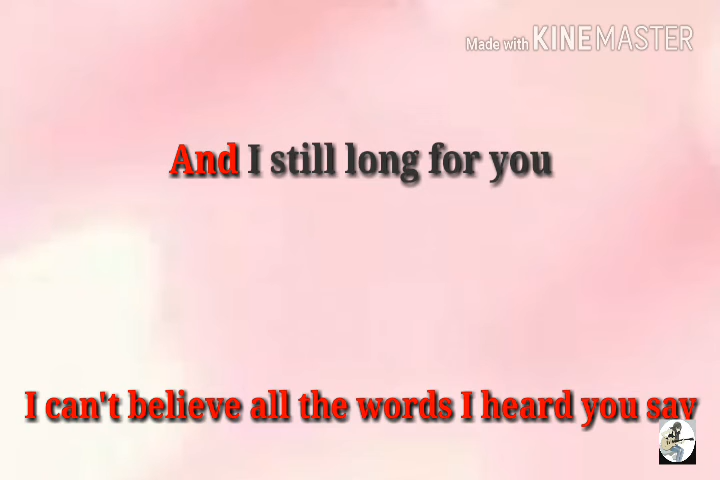 Made with KINEMASTER
And I still long for you
I can't believe all the words I heard you say